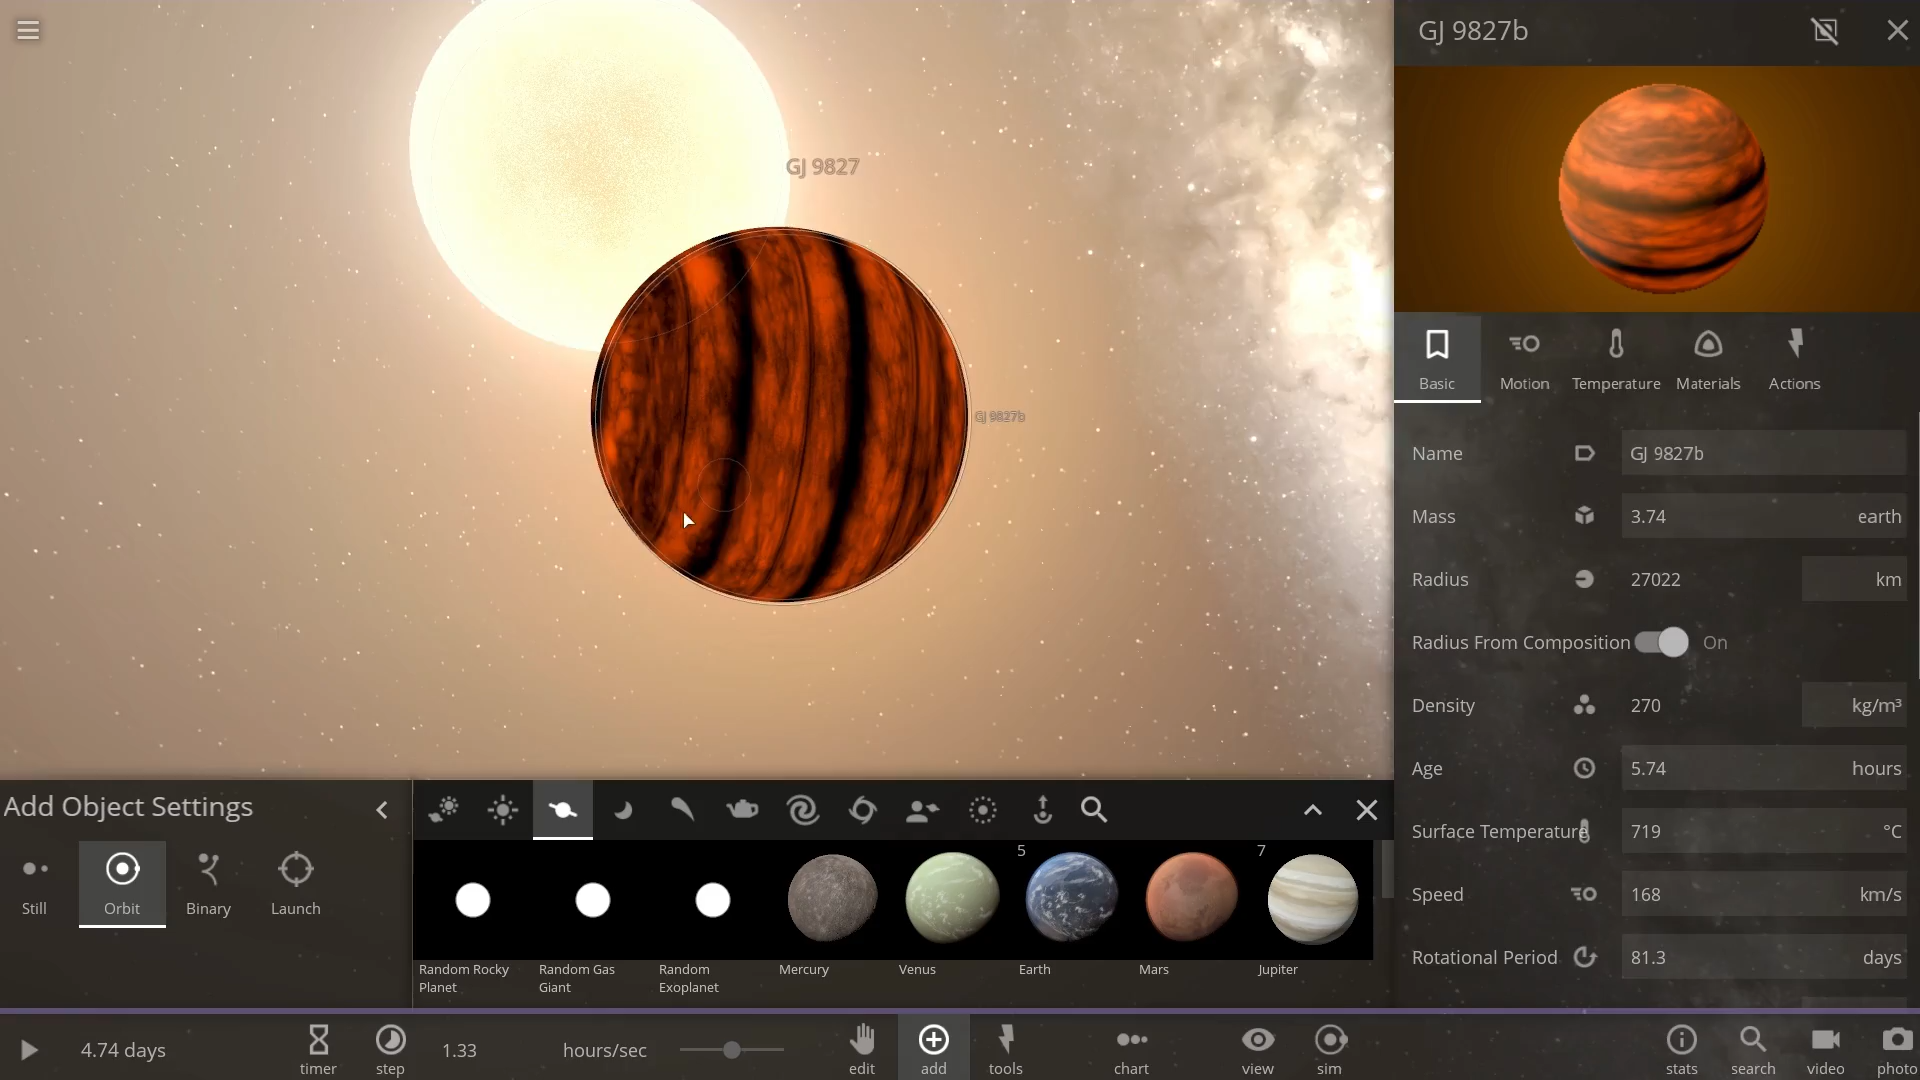 GJ 9827
GJ 9827b
GJ 9827b
Basic
Motion
Temperature
Materials
Actions
Name
GJ 9827b
Mass
3.74
earth
Radius
27022
km
Radius From Composition
On
Density
270
kg/m³
Age
5.74
hours
Surface Temperature
719
°C
Speed
168
km/s
Rotational Period
81.3
days
Add Object Settings
Still
Orbit
Binary
Launch
5
7
Random Rocky
Planet
Random Gas
Giant
Random
Exoplanet
Mercury
Venus
Earth
Mars
Jupiter
4.74 days
timer
step
1.33
hours/sec
edit
add
tools
chart
view
sim
stats
search
video
photo